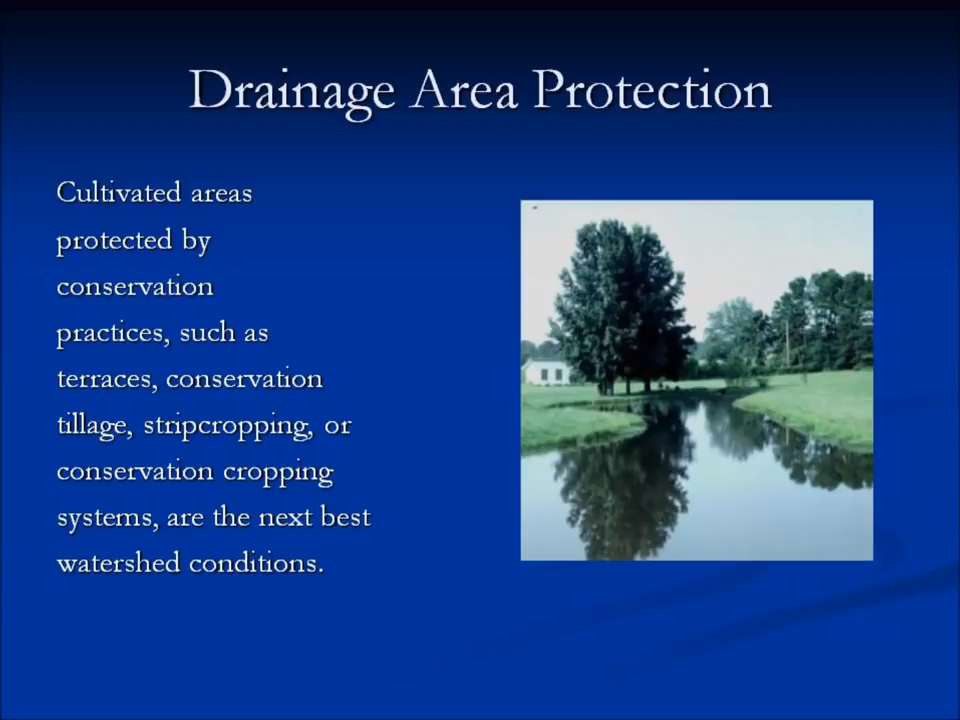 Drainage Area Protection
Cultivated areas
protected by
conservation
practices, such as
terraces, conservation
tillage, stripcropping, or
conservation cropping
systems, are the next best
watershed conditions.